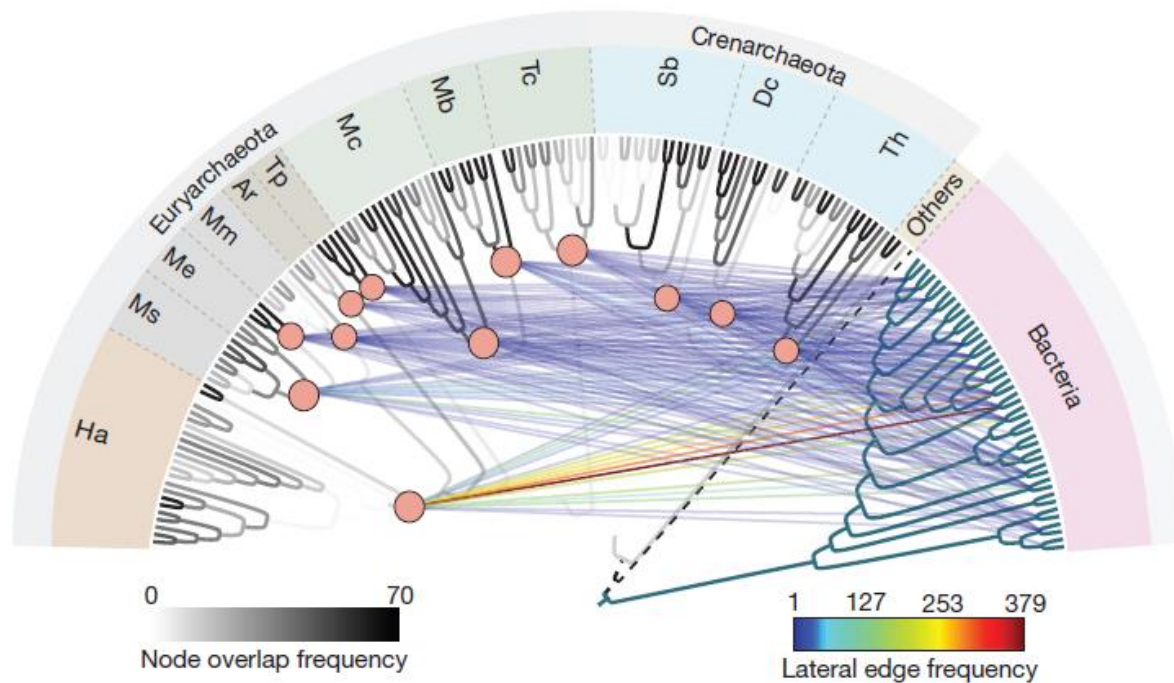 Crenarchaeota
Euryarchaeota
Ha
Ms
Me
Mm
Ar
Tp
Mc
Mb
Tc
Sb
Dc
Th
Others
Bacteria
0 70
Node overlap frequency
1 127 253 379
Lateral edge frequency